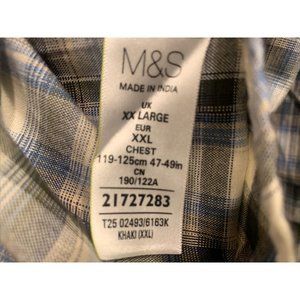 M&S
MADE IN INDIA
UK
XX LARGE
EUR
XXL
CHEST
119-125cm 47-49in
CN
190/122A
21727283
T25 02493/6163K
KHAKI (XXL)